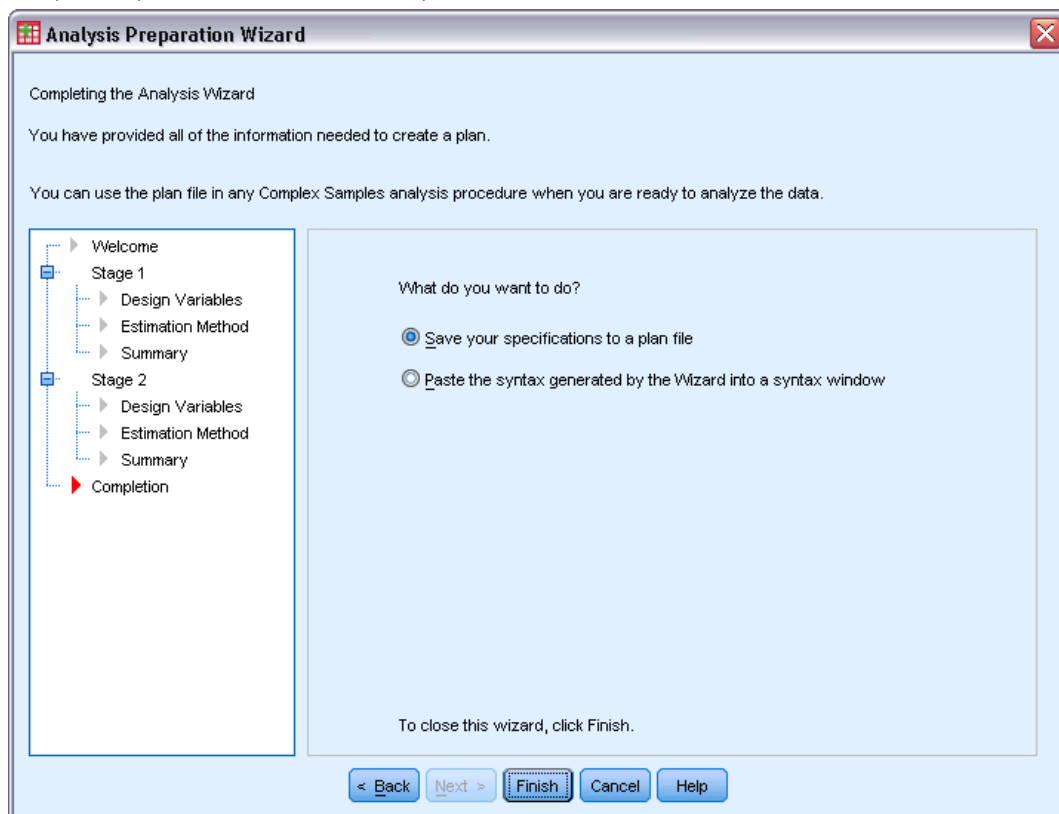 Analysis Preparation Wizard
Completing the Analysis Wizard
You have provided all of the information needed to create a plan.
You can use the plan file in any Complex Samples analysis procedure when you are ready to analyze the data.
Welcome
Stage 1
Design Variables
Estimation Method
Summary
Stage 2
Design Variables
Estimation Method
Summary
Completion
What do you want to do?
Save your specifications to a plan file
Paste the syntax generated by the Wizard into a syntax window
To close this wizard, click Finish.
< Back Next > Finish Cancel Help